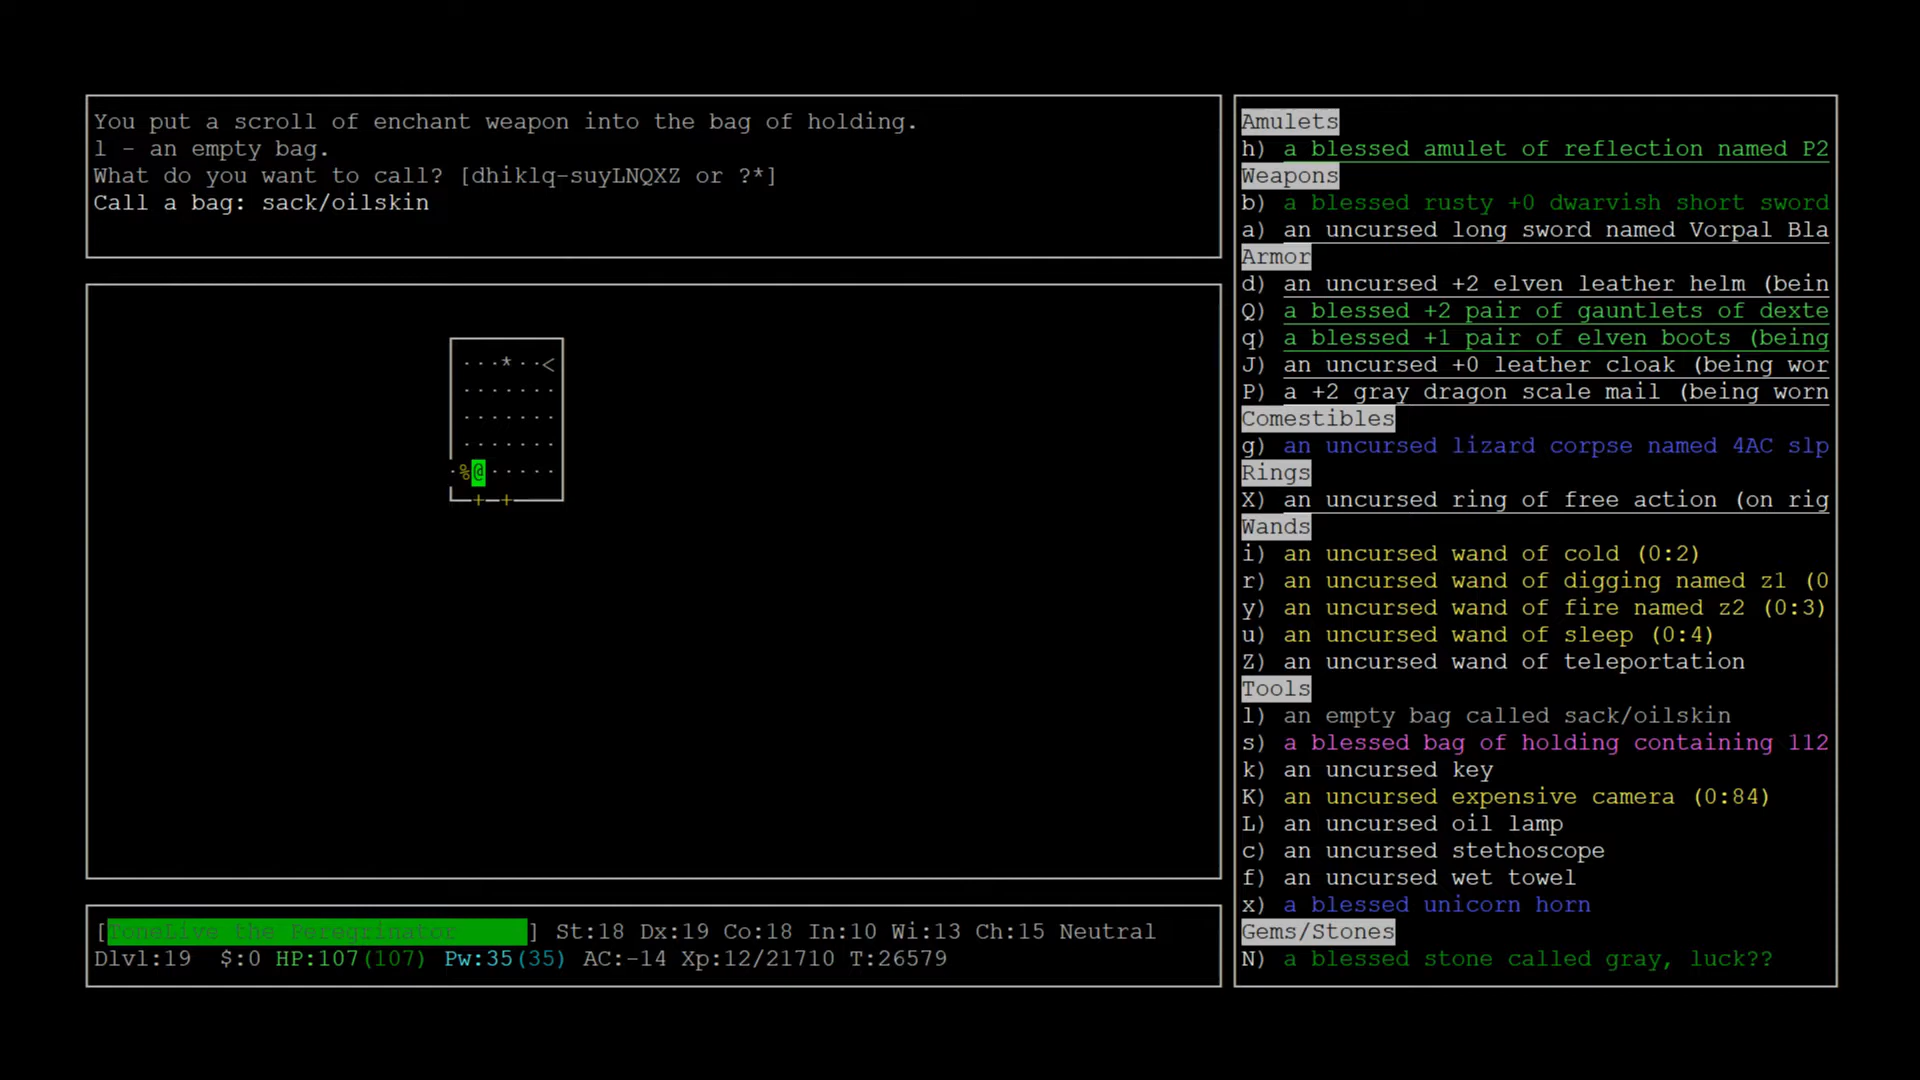 You put a scroll of enchant weapon into the bag of holding.
l - an empty bag.
What do you want to call? [dhiklq-suyLNQXZ or ?*]
Call a bag: sack/oilskin
···*··<
·······
·······
·······
·%@·····
+ +
[ToneLive the Peregrinator ] St:18 Dx:19 Co:18 In:10 Wi:13 Ch:15 Neutral
Dlvl:19 $:0 HP:107(107) Pw:35(35) AC:-14 Xp:12/21710 T:26579
Amulets
h) a blessed amulet of reflection named P2
Weapons
b) a blessed rusty +0 dwarvish short sword
a) an uncursed long sword named Vorpal Bla
Armor
d) an uncursed +2 elven leather helm (bein
Q) a blessed +2 pair of gauntlets of dexte
q) a blessed +1 pair of elven boots (being
J) an uncursed +0 leather cloak (being wor
P) a +2 gray dragon scale mail (being worn
Comestibles
g) an uncursed lizard corpse named 4AC slp
Rings
X) an uncursed ring of free action (on rig
Wands
i) an uncursed wand of cold (0:2)
r) an uncursed wand of digging named z1 (0
y) an uncursed wand of fire named z2 (0:3)
u) an uncursed wand of sleep (0:4)
Z) an uncursed wand of teleportation
Tools
l) an empty bag called sack/oilskin
s) a blessed bag of holding containing 112
k) an uncursed key
K) an uncursed expensive camera (0:84)
L) an uncursed oil lamp
c) an uncursed stethoscope
f) an uncursed wet towel
x) a blessed unicorn horn
Gems/Stones
N) a blessed stone called gray, luck??